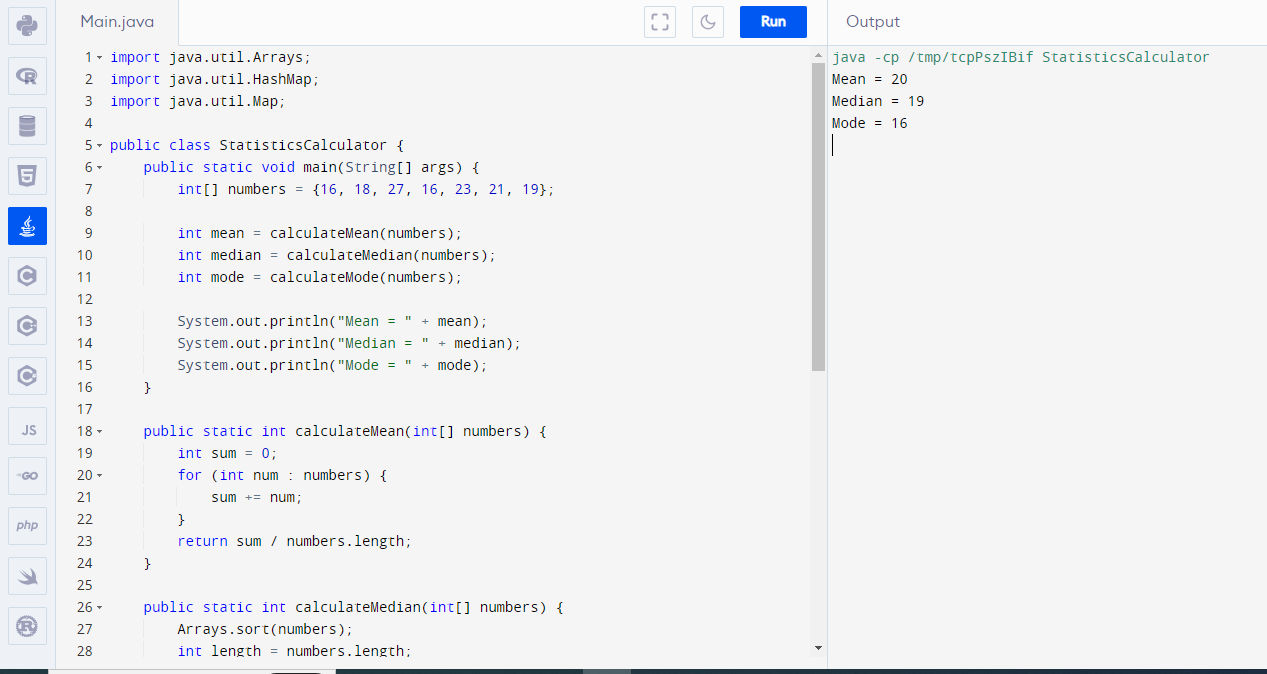 Main.java
Run
Output
1 import java.util.Arrays;
2 import java.util.HashMap;
3 import java.util.Map;
4
5 public class StatisticsCalculator {
6 public static void main(String[] args) {
7 int[] numbers = {16, 18, 27, 16, 23, 21, 19};
8
9 int mean = calculateMean(numbers);
10 int median = calculateMedian(numbers);
11 int mode = calculateMode(numbers);
12
13 System.out.println("Mean = " + mean);
14 System.out.println("Median = " + median);
15 System.out.println("Mode = " + mode);
16 }
17
18 public static int calculateMean(int[] numbers) {
19 int sum = 0;
20 for (int num : numbers) {
21 sum += num;
22 }
23 return sum / numbers.length;
24 }
25
26 public static int calculateMedian(int[] numbers) {
27 Arrays.sort(numbers);
28 int length = numbers.length;
java -cp /tmp/tcpPszIBif StatisticsCalculator
Mean = 20
Median = 19
Mode = 16
R
5
C
C
C
JS
GO
php
R